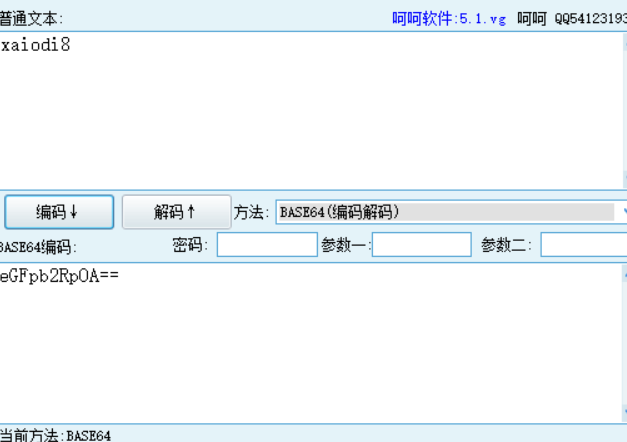 普通文本: 呵呵软件:5.1.vg 呵呵 QQ54123193
xaiodi8
编码↓ 解码↑ 方法: BASE64(编码解码)
BASE64编码: 密码: 参数一: 参数二:
eGFpb2RpOA==
当前方法:BASE64